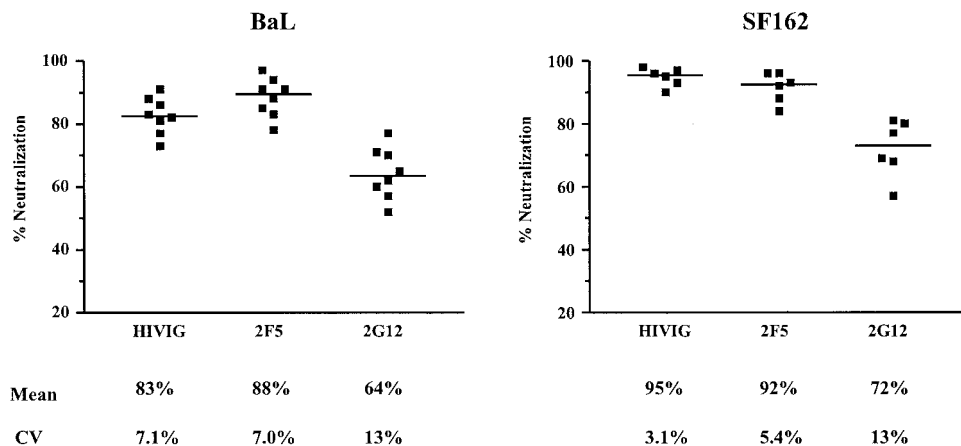 BaL
SF162
% Neutralization
100
80
60
40
20
HIVIG 2F5 2G12
% Neutralization
100
80
60
40
20
HIVIG 2F5 2G12
Mean 83% 88% 64% 95% 92% 72%
CV 7.1% 7.0% 13% 3.1% 5.4% 13%